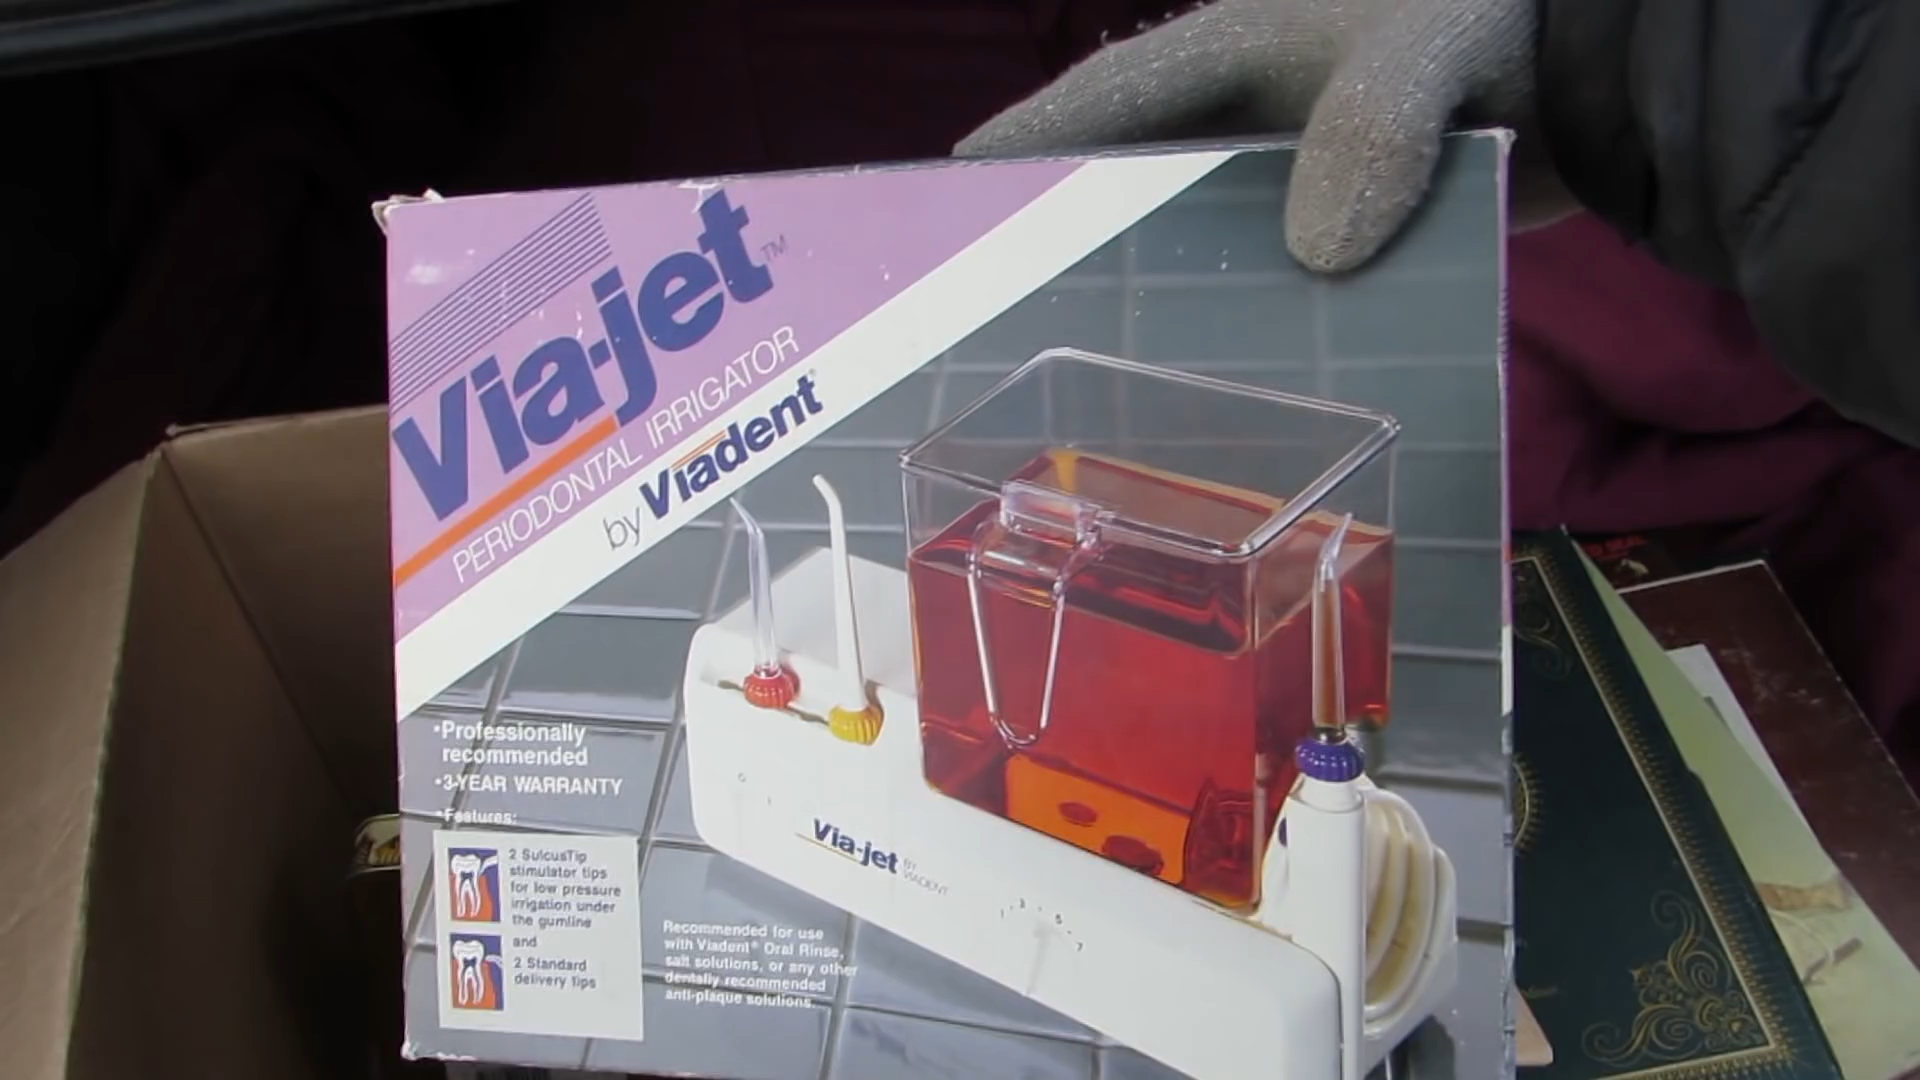 Via-jet™
PERIODONTAL IRRIGATOR
by Viadent®
•Professionally
recommended
•3-YEAR WARRANTY
•Features:
2 SulcusTip
stimulator tips
for low pressure
irrigation under
the gumline
and
2 Standard
delivery tips
Recommended for use
with Viadent® Oral Rinse,
salt solutions, or any other
dentally recommended
anti-plaque solutions.
Via-jet BY
VIADENT